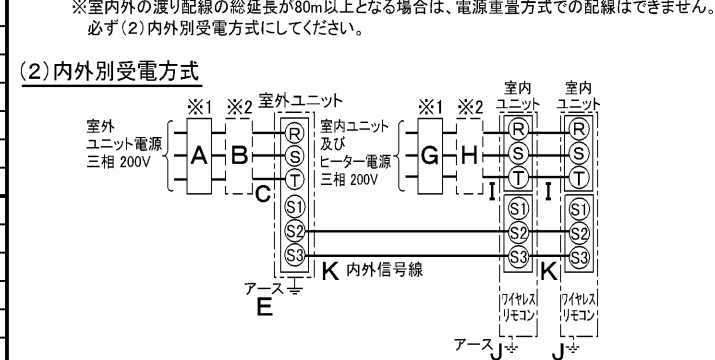 ※室内外の渡り配線の総延長が80m以上となる場合は、電源重畳方式での配線はできません。
必ず(2)内外別受電方式にしてください。
(2)内外別受電方式
※1 ※2 室外ユニット
室外
ユニット電源
三相 200V
A B
C
R
S
T
S1
S2
S3
アース
E
K 内外信号線
※1 ※2
室内ユニット
及び
ヒーター電源
三相 200V
G H
I I
室内
ユニット
室内
ユニット
R R
S S
T T
S1 S1
S2 S2
S3 S3
K
ワイヤレス
リモコン
ワイヤレス
リモコン
アース J J